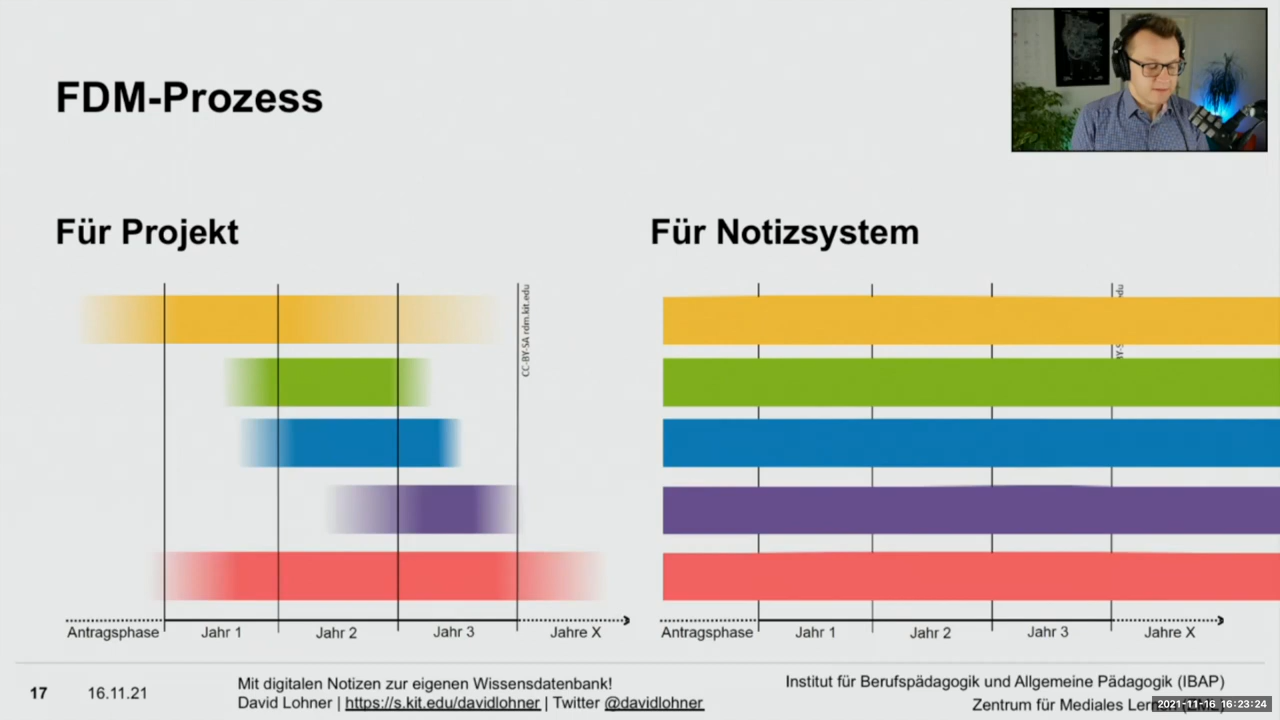 FDM-Prozess
Für Projekt
Für Notizsystem
CC-BY-SA rdm.kit.edu
Antragsphase
Jahr 1
Jahr 2
Jahr 3
Jahre X
Antragsphase
Jahr 1
Jahr 2
Jahr 3
Jahre X
17
16.11.21
Mit digitalen Notizen zur eigenen Wissensdatenbank!
David Lohner | https://s.kit.edu/davidlohner | Twitter @davidlohner
Institut für Berufspädagogik und Allgemeine Pädagogik (IBAP)
Zentrum für Mediales Lernen (ZML)
2021-11-16 16:23:24